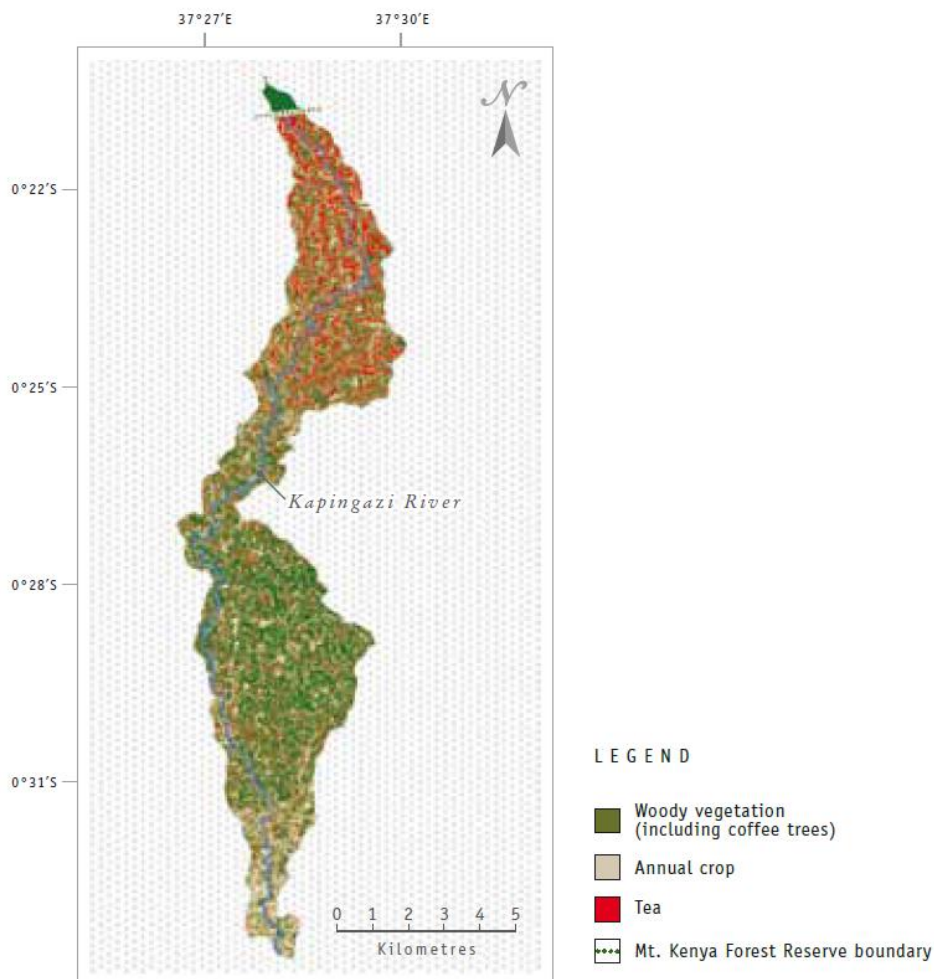 37°27'E
37°30'E
N
0°22'S
0°25'S
Kapingazi River
0°28'S
0°31'S
0 1 2 3 4 5
Kilometres
LEGEND
Woody vegetation
(including coffee trees)
Annual crop
Tea
Mt. Kenya Forest Reserve boundary